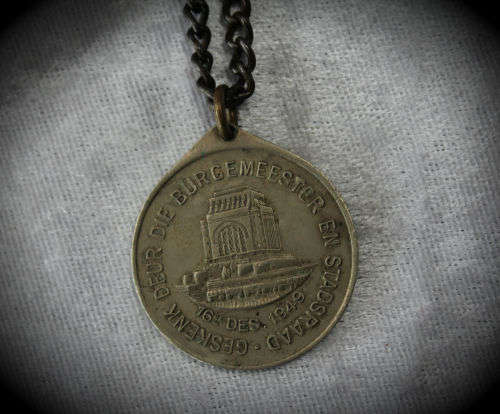 GESKENK DEUR DIE BURGEMEESTER EN STADSRAAD
16DE DES. 1949